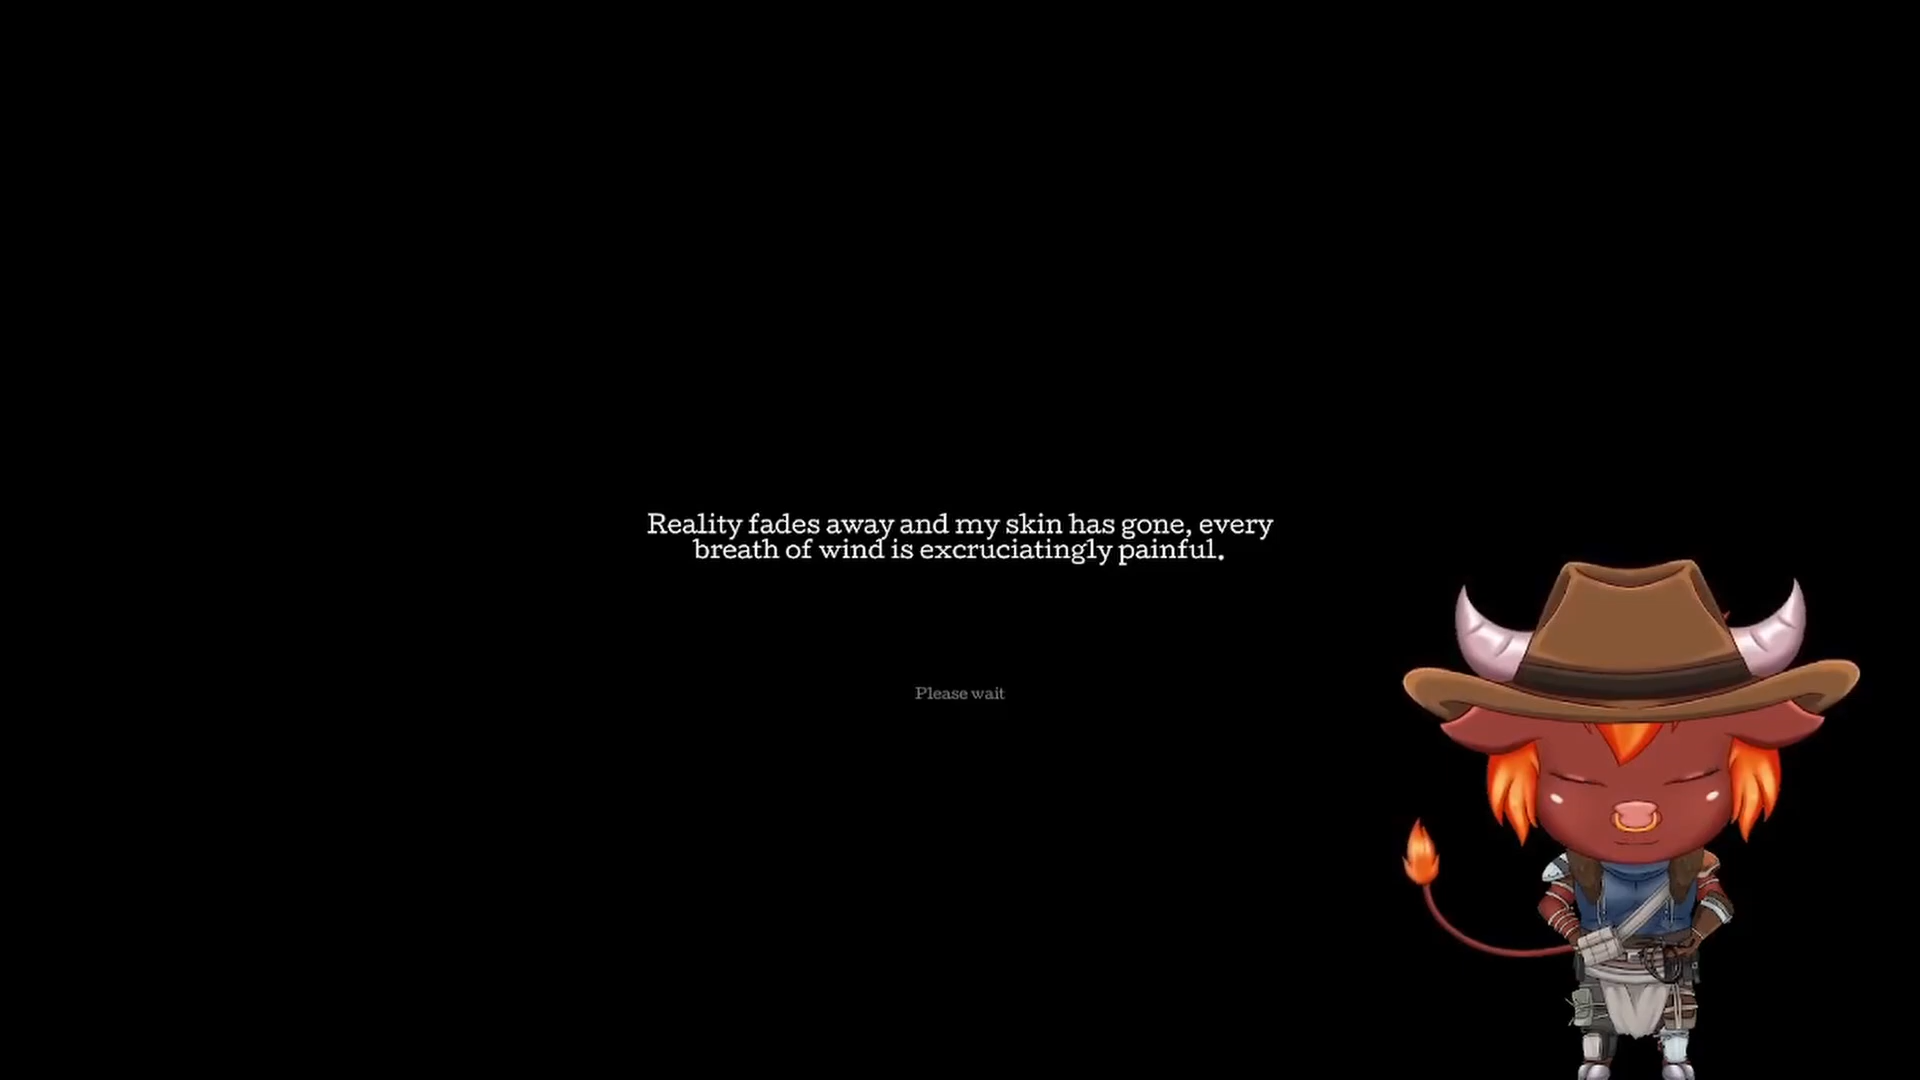 Reality fades away and my skin has gone, every
breath of wind is excruciatingly painful.
Please wait